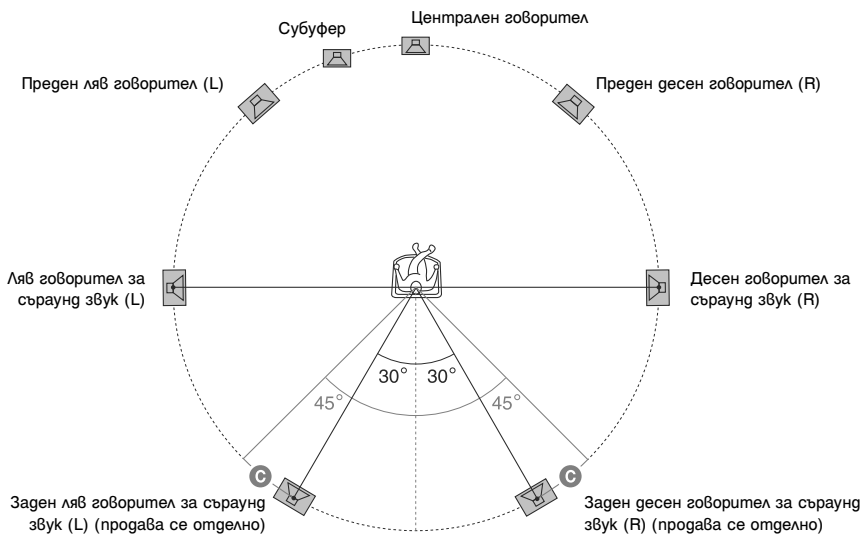 Субуфер
Централен говорител
Преден ляв говорител (L)
Преден десен говорител (R)
Ляв говорител за
съраунд звук (L)
Десен говорител за
съраунд звук (R)
30° 30°
45° 45°
C C
Заден ляв говорител за съраунд
звук (L) (продава се отделно)
Заден десен говорител за съраунд
звук (R) (продава се отделно)